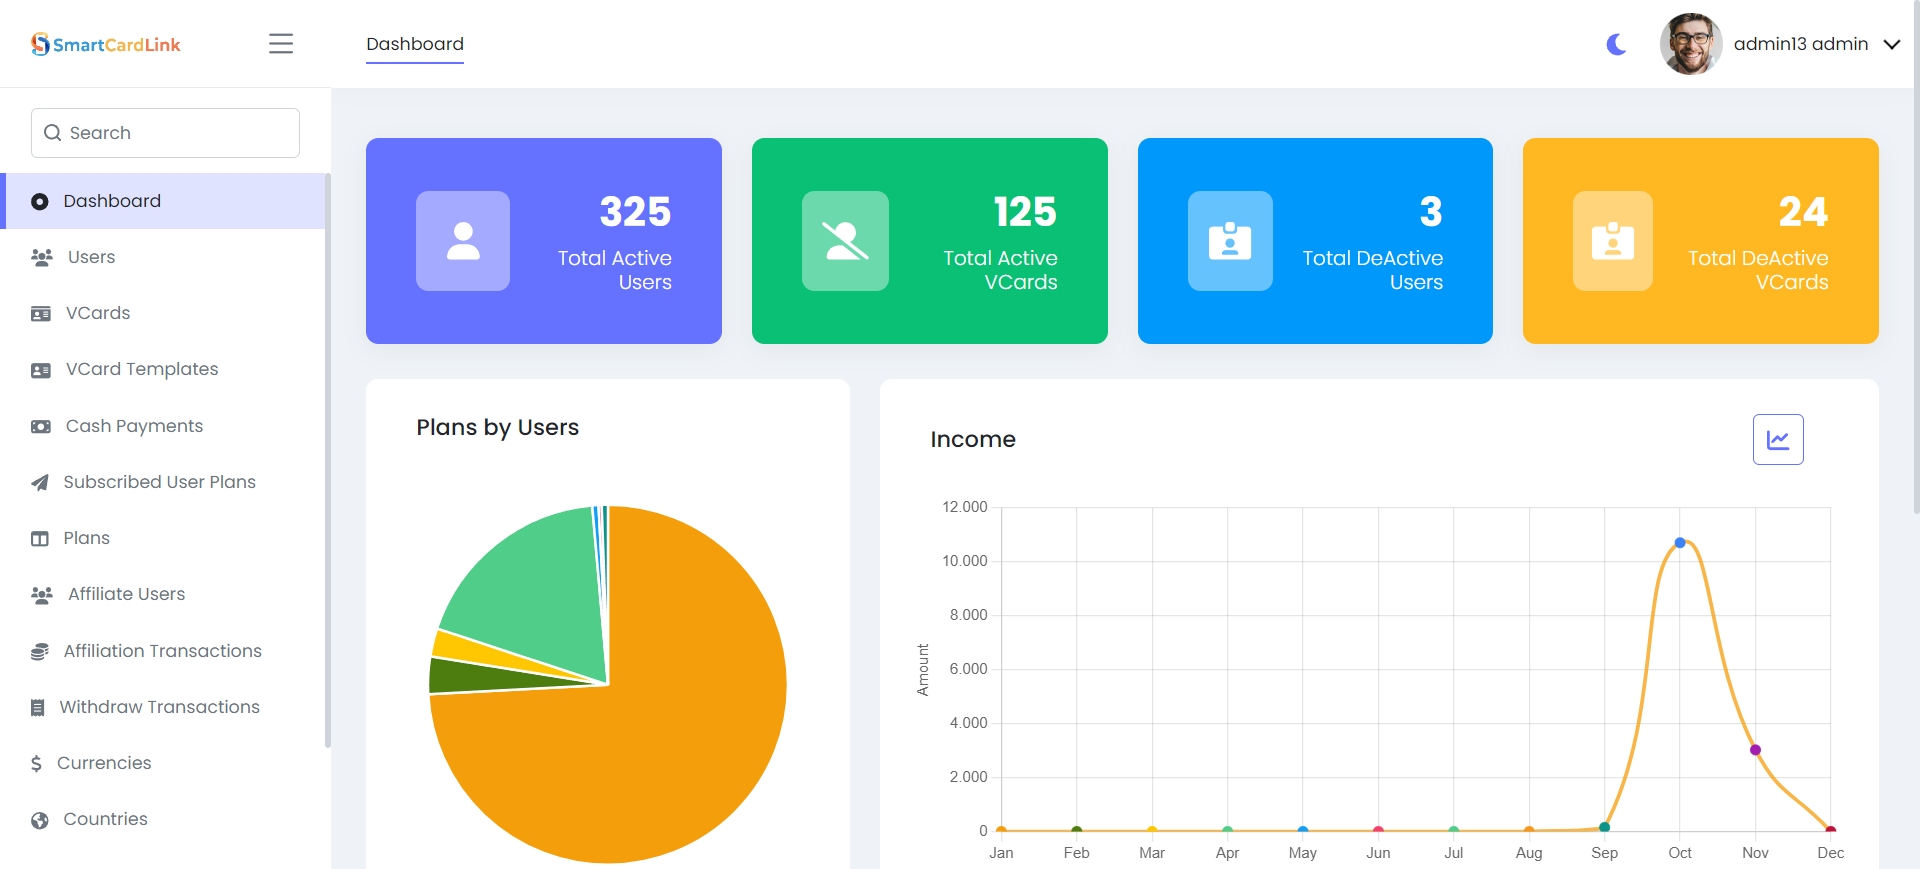 SmartCardLink
Dashboard
admin13 admin
Search
Dashboard
Users
VCards
VCard Templates
Cash Payments
Subscribed User Plans
Plans
Affiliate Users
Affiliation Transactions
Withdraw Transactions
Currencies
Countries
325
Total Active
Users
125
Total Active
VCards
3
Total DeActive
Users
24
Total DeActive
VCards
Plans by Users
Income
12.000
10.000
8.000
6.000
4.000
2.000
0
Amount
Jan Feb Mar Apr May Jun Jul Aug Sep Oct Nov Dec